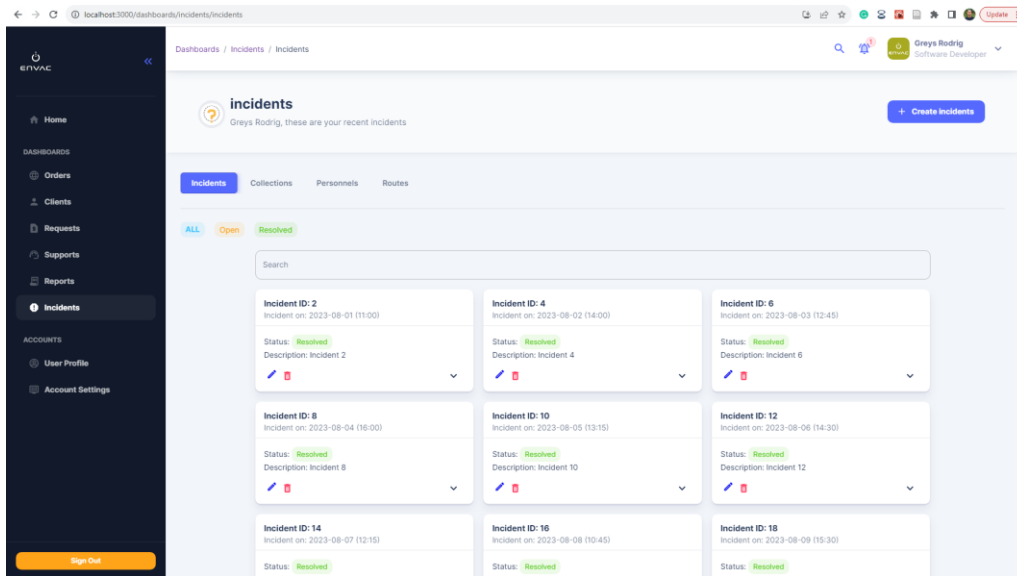 localhost:3000/dashboards/incidents/incidents
Update
ENVAC
Home
DASHBOARDS
Orders
Clients
Requests
Supports
Reports
Incidents
ACCOUNTS
User Profile
Account Settings
Sign Out
Dashboards / Incidents / Incidents
1
Greys Rodrig
Software Developer
incidents
Greys Rodrig, these are your recent incidents
+ Create incidents
Incidents Collections Personnels Routes
ALL Open Resolved
Search
Incident ID: 2
Incident on: 2023-08-01 (11:00)
Status: Resolved
Description: Incident 2
Incident ID: 4
Incident on: 2023-08-02 (14:00)
Status: Resolved
Description: Incident 4
Incident ID: 6
Incident on: 2023-08-03 (12:45)
Status: Resolved
Description: Incident 6
Incident ID: 8
Incident on: 2023-08-04 (16:00)
Status: Resolved
Description: Incident 8
Incident ID: 10
Incident on: 2023-08-05 (13:15)
Status: Resolved
Description: Incident 10
Incident ID: 12
Incident on: 2023-08-06 (14:30)
Status: Resolved
Description: Incident 12
Incident ID: 14
Incident on: 2023-08-07 (12:15)
Status: Resolved
Incident ID: 16
Incident on: 2023-08-08 (10:45)
Status: Resolved
Incident ID: 18
Incident on: 2023-08-09 (15:30)
Status: Resolved